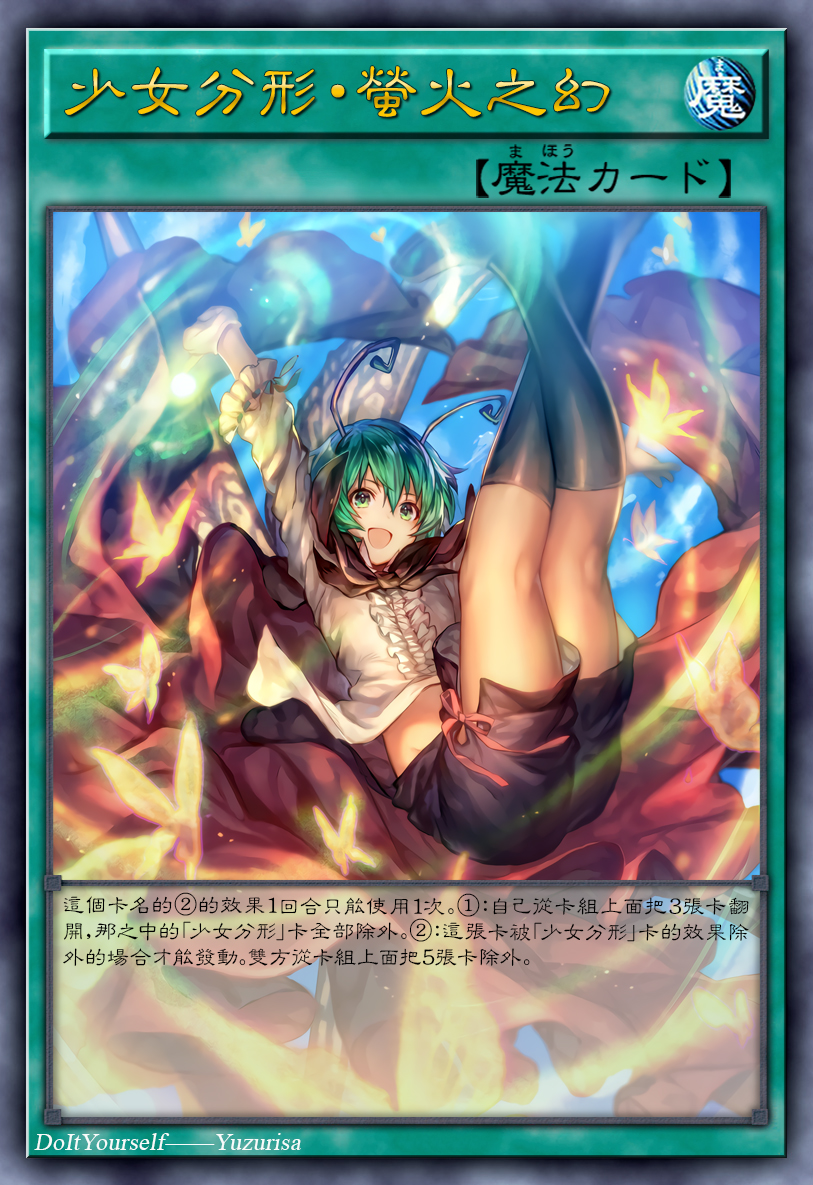 少女分形・螢火之幻
ま
魔
ま ほう
【魔法カード】
這個卡名的②的效果1回合只能使用1次。①:自己從卡組上面把3張卡翻
開,那之中的「少女分形」卡全部除外。②:這張卡被「少女分形」卡的效果除
外的場合才能發動。雙方從卡組上面把5張卡除外。
DoItYourself——Yuzurisa